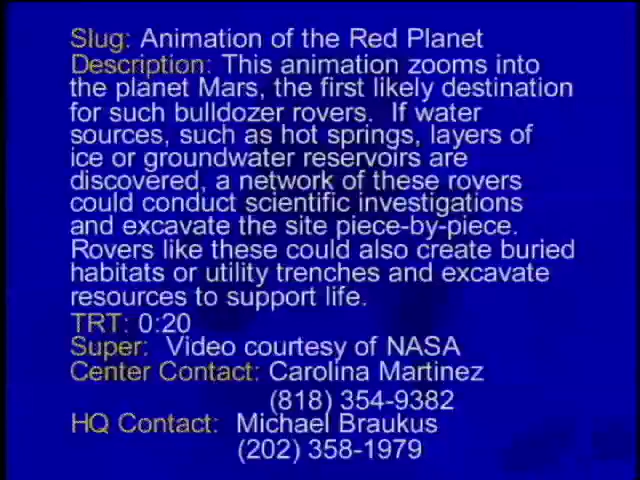 Slug: Animation of the Red Planet
Description: This animation zooms into
the planet Mars, the first likely destination
for such bulldozer rovers. If water
sources, such as hot springs, layers of
ice or groundwater reservoirs are
discovered, a network of these rovers
could conduct scientific investigations
and excavate the site piece-by-piece.
Rovers like these could also create buried
habitats or utility trenches and excavate
resources to support life.
TRT: 0:20
Super: Video courtesy of NASA
Center Contact: Carolina Martinez
(818) 354-9382
HQ Contact: Michael Braukus
(202) 358-1979